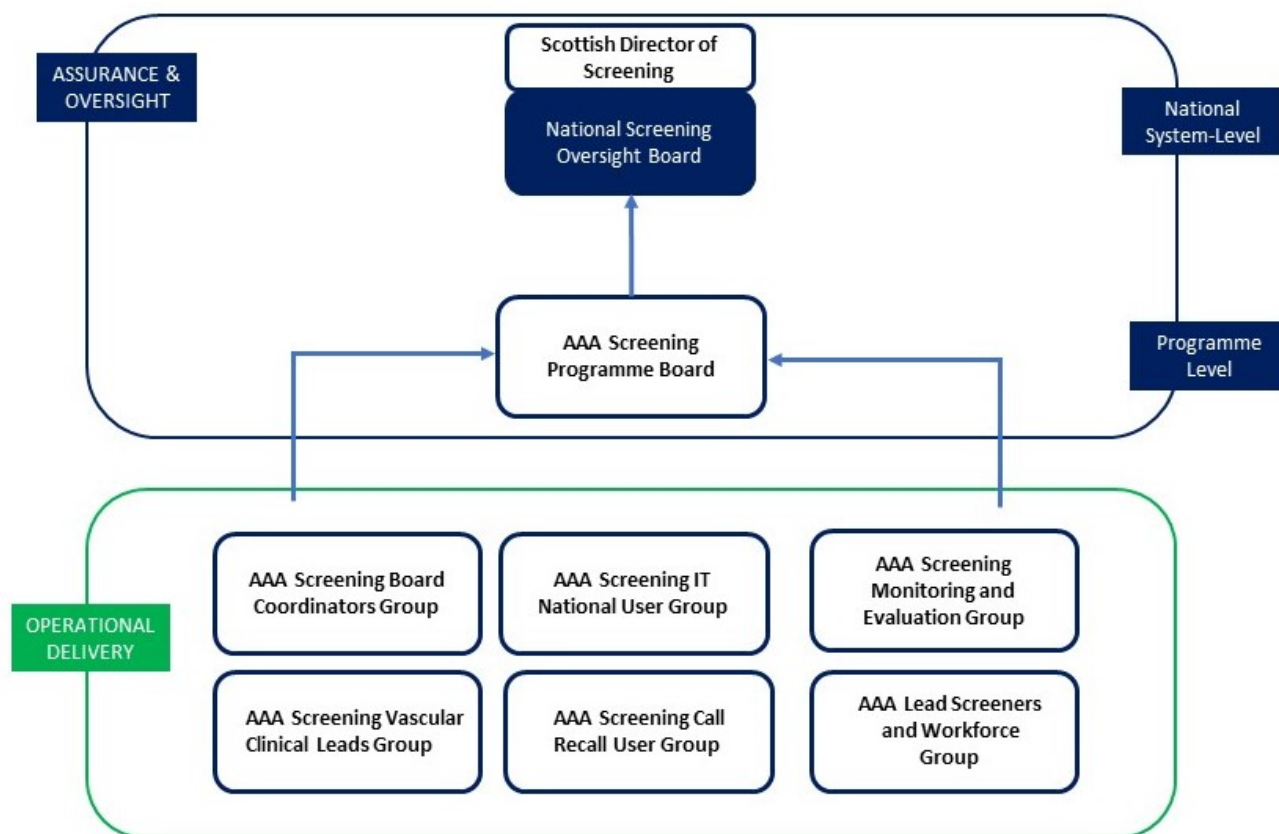 Scottish Director of
Screening
ASSURANCE &
OVERSIGHT
National Screening
Oversight Board
National
System-Level
AAA Screening
Programme Board
Programme
Level
AAA Screening Board
Coordinators Group
AAA Screening IT
National User Group
AAA Screening
Monitoring and
Evaluation Group
OPERATIONAL
DELIVERY
AAA Screening Vascular
Clinical Leads Group
AAA Screening Call
Recall User Group
AAA Lead Screeners
and Workforce
Group